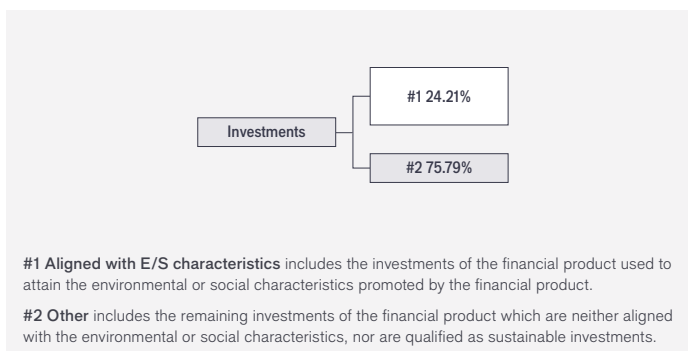 #1 24.21%
Investments
#2 75.79%
#1 Aligned with E/S characteristics includes the investments of the financial product used to
attain the environmental or social characteristics promoted by the financial product.
#2 Other includes the remaining investments of the financial product which are neither aligned
with the environmental or social characteristics, nor are qualified as sustainable investments.